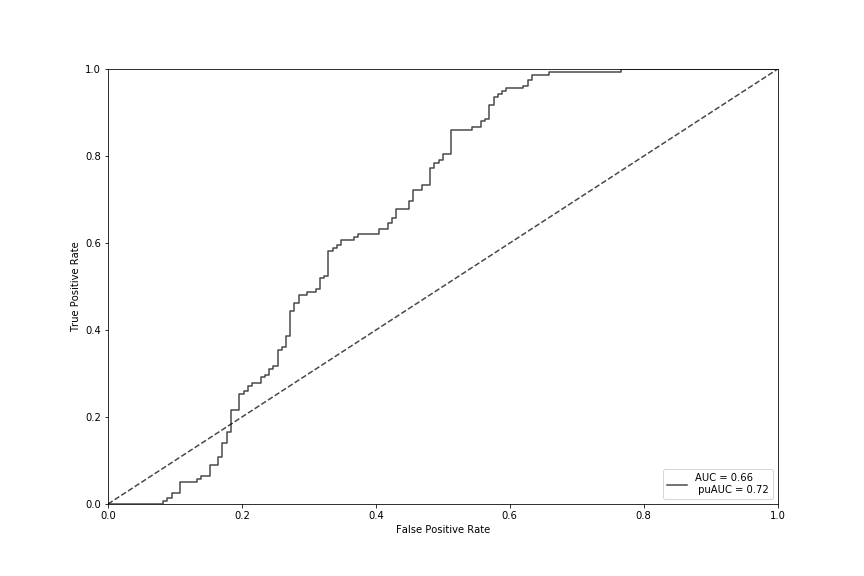 1.0
0.8
0.6
0.4
0.2
0.0
True Positive Rate
AUC = 0.66
puAUC = 0.72
0.0 0.2 0.4 0.6 0.8 1.0
False Positive Rate